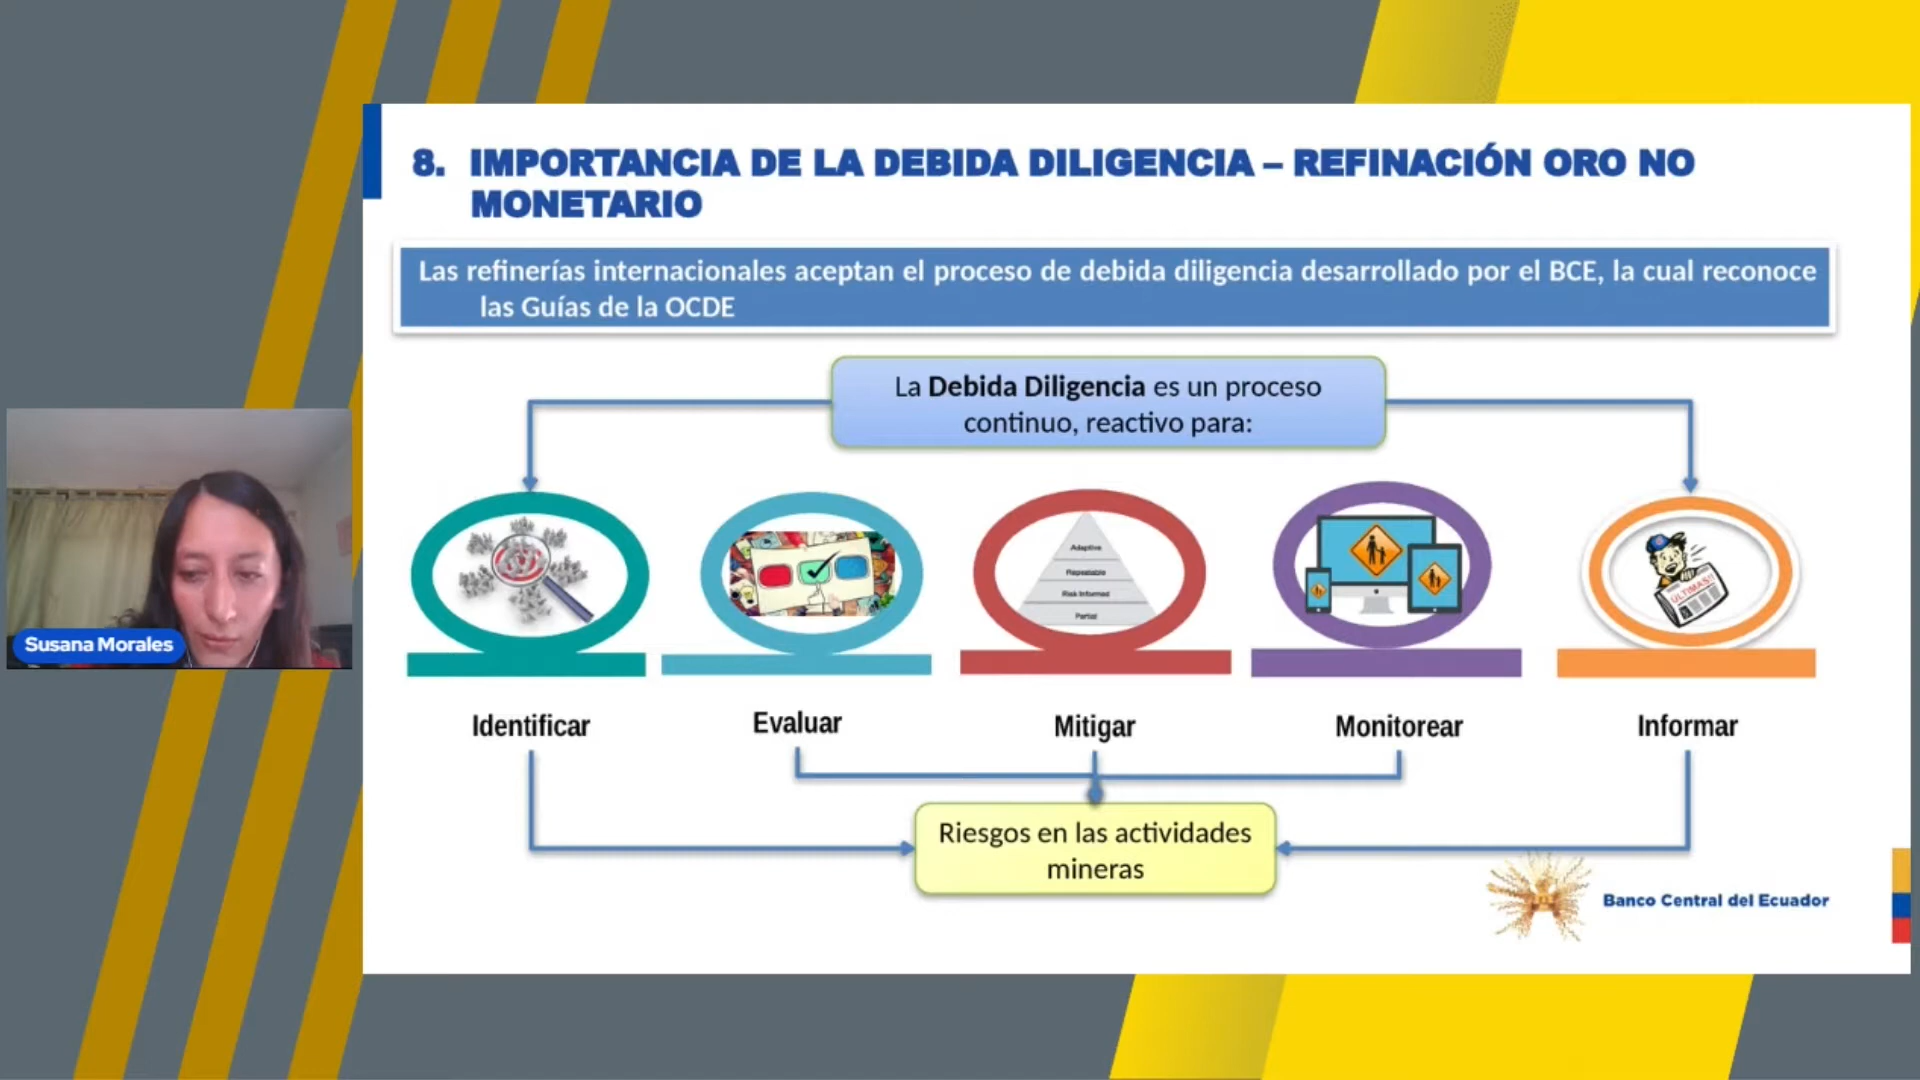 8. IMPORTANCIA DE LA DEBIDA DILIGENCIA – REFINACIÓN ORO NO
MONETARIO
Las refinerías internacionales aceptan el proceso de debida diligencia desarrollado por el BCE, la cual reconoce
las Guías de la OCDE
La Debida Diligencia es un proceso
continuo, reactivo para:
Adaptive
Repeatable
Risk Informed
Partial
ULTIMAS!!
Susana Morales
Identificar
Evaluar
Mitigar
Monitorear
Informar
Riesgos en las actividades
mineras
Banco Central del Ecuador